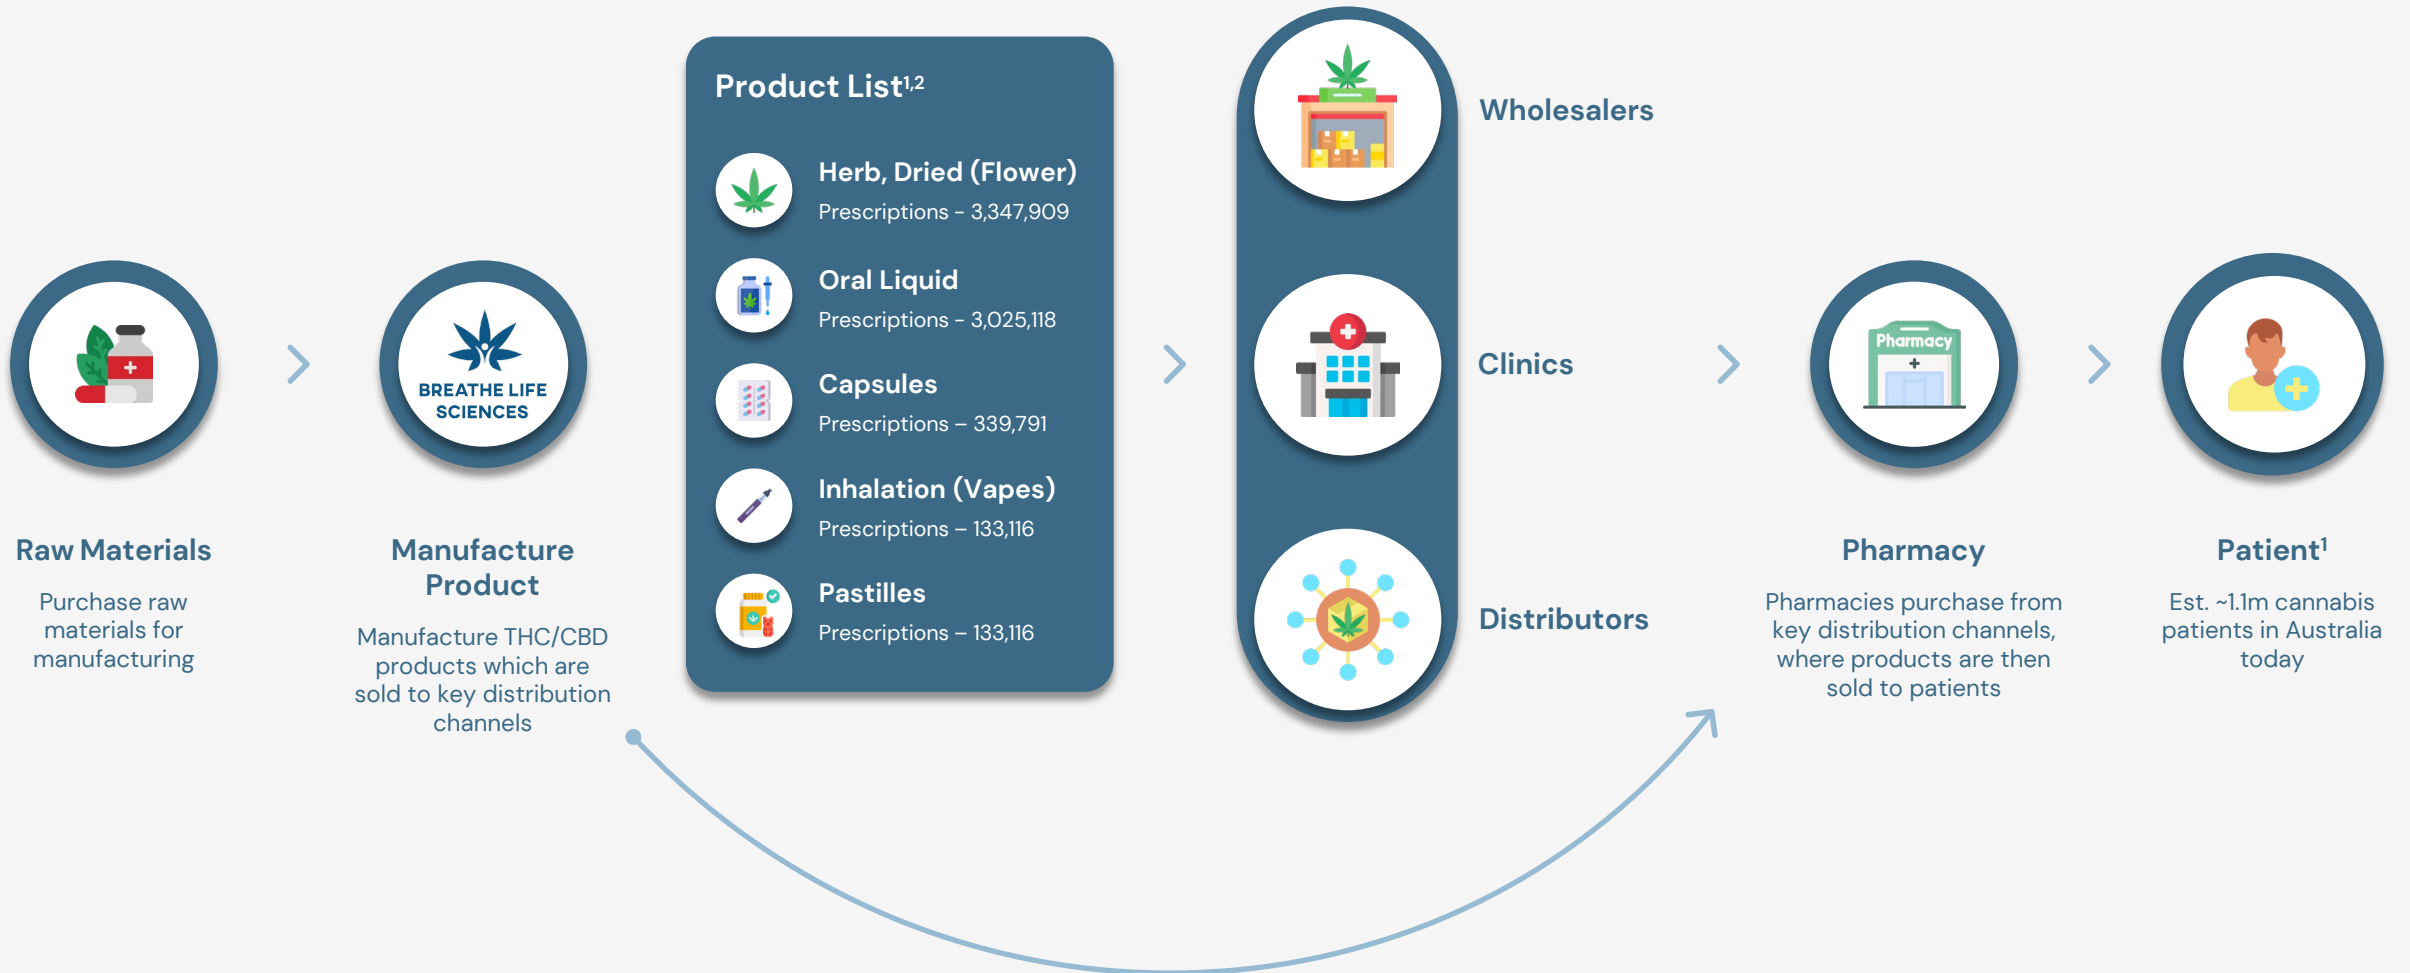 Raw Materials
Purchase raw
materials for
manufacturing
BREATHE LIFE
SCIENCES
Manufacture
Product
Manufacture THC/CBD
products which are
sold to key distribution
channels
Product List1,2
Herb, Dried (Flower)
Prescriptions - 3,347,909
Oral Liquid
Prescriptions - 3,025,118
Capsules
Prescriptions – 339,791
Inhalation (Vapes)
Prescriptions – 133,116
Pastilles
Prescriptions – 133,116
Wholesalers
Clinics
Distributors
Pharmacy
Pharmacy
Pharmacies purchase from
key distribution channels,
where products are then
sold to patients
Patient1
Est. ~1.1m cannabis
patients in Australia
today